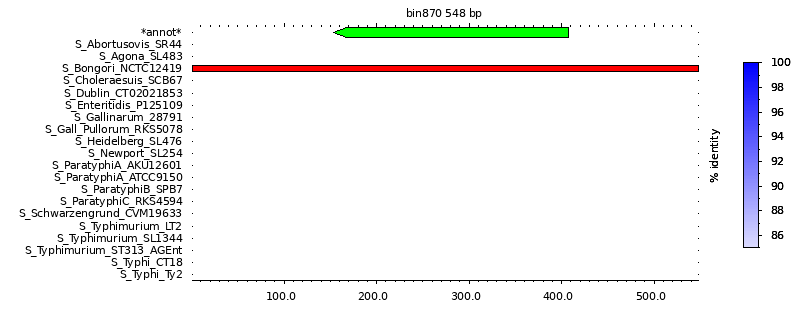 bin870 548 bp
*annot*
S_Abortusovis_SR44
S_Agona_SL483
S_Bongori_NCTC12419
S_Choleraesuis_SCB67
S_Dublin_CT02021853
S_Enteritidis_P125109
S_Gallinarum_28791
S_Gall_Pullorum_RKS5078
S_Heidelberg_SL476
S_Newport_SL254
S_ParatyphiA_AKU12601
S_ParatyphiA_ATCC9150
S_ParatyphiB_SPB7
S_ParatyphiC_RKS4594
S_Schwarzengrund_CVM19633
S_Typhimurium_LT2
S_Typhimurium_SL1344
S_Typhimurium_ST313_AGEnt
S_Typhi_CT18
S_Typhi_Ty2
100.0 200.0 300.0 400.0 500.0
% identity
100
98
96
94
92
90
88
86